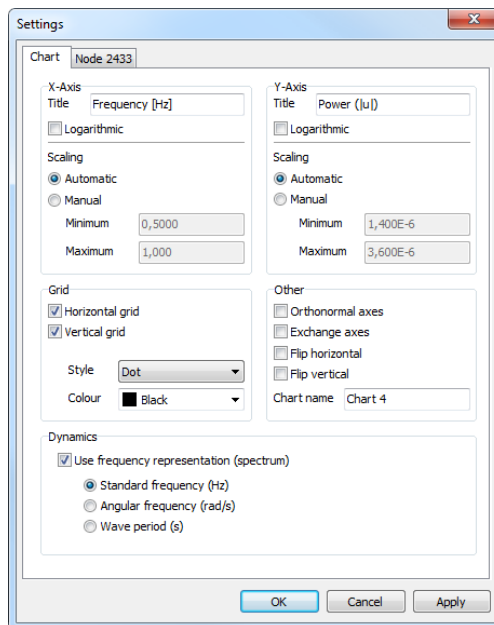 Settings
Chart
Node 2433
X-Axis
Title Frequency [Hz]
Logarithmic
Scaling
Automatic
Manual
Minimum 0,5000
Maximum 1,000
Y-Axis
Title Power (|u|)
Logarithmic
Scaling
Automatic
Manual
Minimum 1,400E-6
Maximum 3,600E-6
Grid
Horizontal grid
Vertical grid
Style Dot
Colour Black
Other
Orthonormal axes
Exchange axes
Flip horizontal
Flip vertical
Chart name Chart 4
Dynamics
Use frequency representation (spectrum)
Standard frequency (Hz)
Angular frequency (rad/s)
Wave period (s)
OK
Cancel
Apply